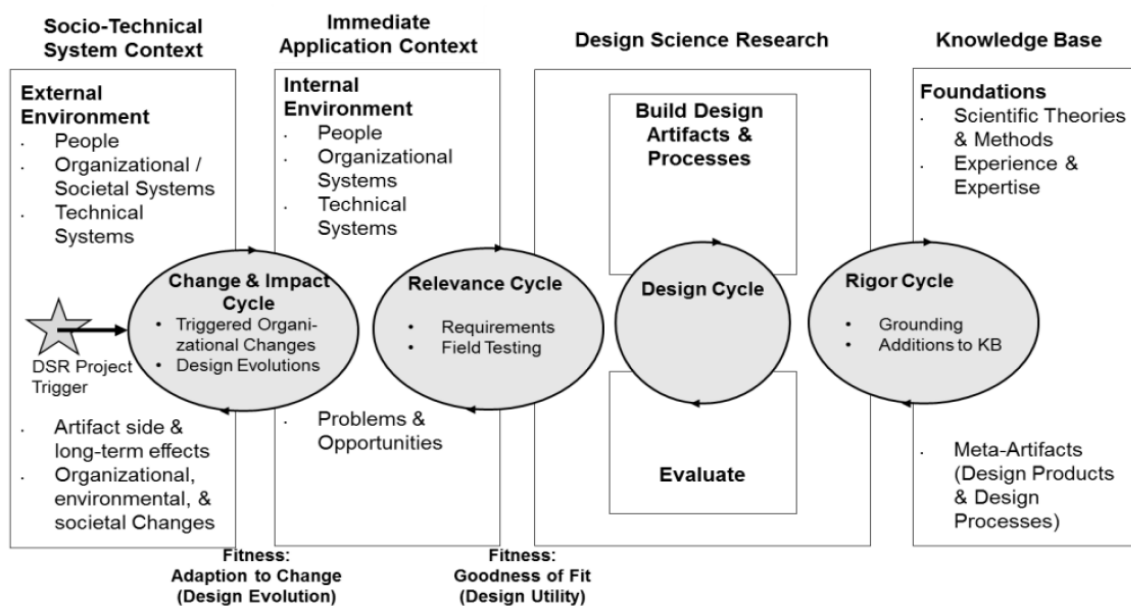 Socio-Technical
System Context
External
Environment
· People
· Organizational /
Societal Systems
· Technical
Systems
DSR Project
Trigger
· Artifact side &
long-term effects
· Organizational,
environmental, &
societal Changes
Change & Impact
Cycle
• Triggered Organi-
zational Changes
• Design Evolutions
Fitness:
Adaption to Change
(Design Evolution)
Immediate
Application Context
Internal
Environment
· People
· Organizational
Systems
· Technical
Systems
· Problems &
Opportunities
Relevance Cycle
• Requirements
• Field Testing
Fitness:
Goodness of Fit
(Design Utility)
Design Science Research
Build Design
Artifacts &
Processes
Design Cycle
Evaluate
Rigor Cycle
• Grounding
• Additions to KB
Knowledge Base
Foundations
· Scientific Theories
& Methods
· Experience &
Expertise
· Meta-Artifacts
(Design Products
& Design
Processes)